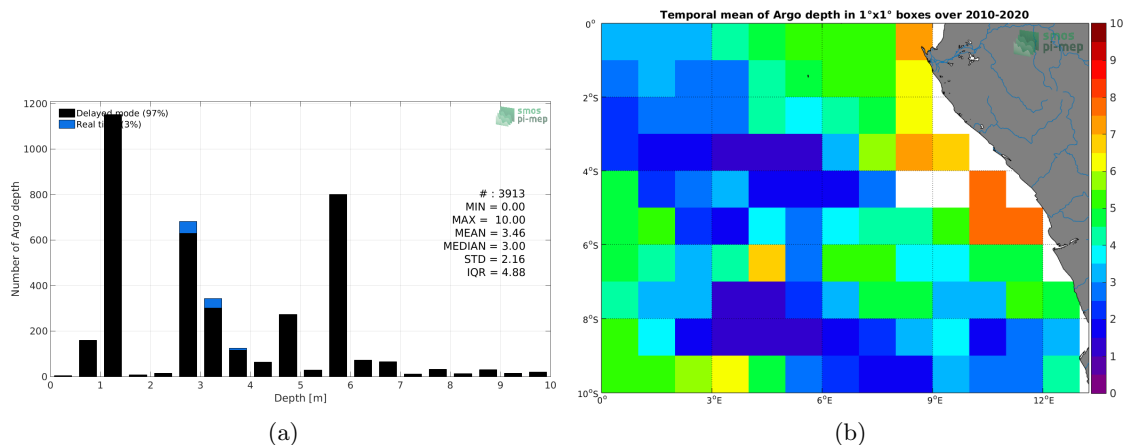 Temporal mean of Argo depth in 1°x1° boxes over 2010-2020
1200
1000
800
600
400
200
0
Number of Argo depth
Delayed mode (97%)
Real time (3%)
smos
pi-mep
# : 3913
MIN = 0.00
MAX = 10.00
MEAN = 3.46
MEDIAN = 3.00
STD = 2.16
IQR = 4.88
0 1 2 3 4 5 6 7 8 9 10
Depth [m]
(a)
0°
2°S
4°S
6°S
8°S
10°S
0° 3°E 6°E 9°E 12°E
smos
pi-mep
10
9
8
7
6
5
4
3
2
1
0
(b)